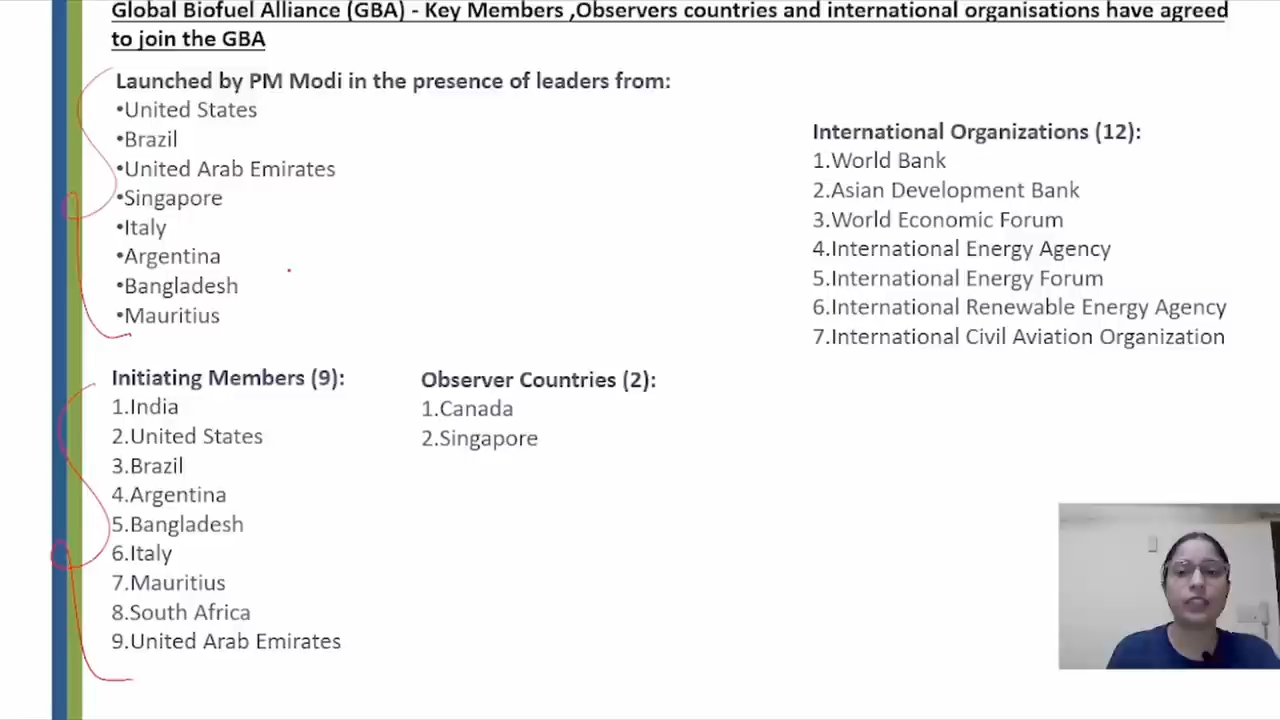 Global Biofuel Alliance (GBA) - Key Members ,Observers countries and international organisations have agreed
to join the GBA
Launched by PM Modi in the presence of leaders from:
•United States
•Brazil
•United Arab Emirates
•Singapore
•Italy
•Argentina
•Bangladesh
•Mauritius
Initiating Members (9):
1.India
2.United States
3.Brazil
4.Argentina
5.Bangladesh
6.Italy
7.Mauritius
8.South Africa
9.United Arab Emirates
Observer Countries (2):
1.Canada
2.Singapore
International Organizations (12):
1.World Bank
2.Asian Development Bank
3.World Economic Forum
4.International Energy Agency
5.International Energy Forum
6.International Renewable Energy Agency
7.International Civil Aviation Organization